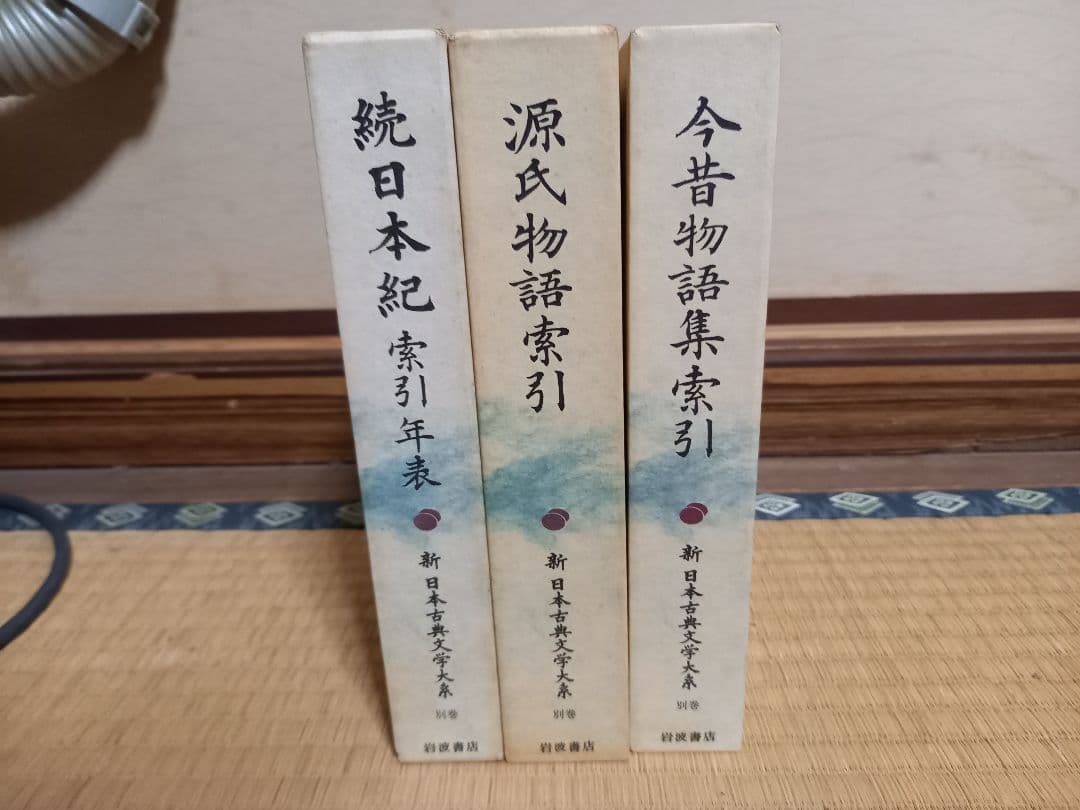 続日本紀 索引年表
新 日本古典文学大系
別巻
岩波書店
源氏物語索引
新 日本古典文学大系
別巻
岩波書店
今昔物語集索引
新 日本古典文学大系
別巻
岩波書店